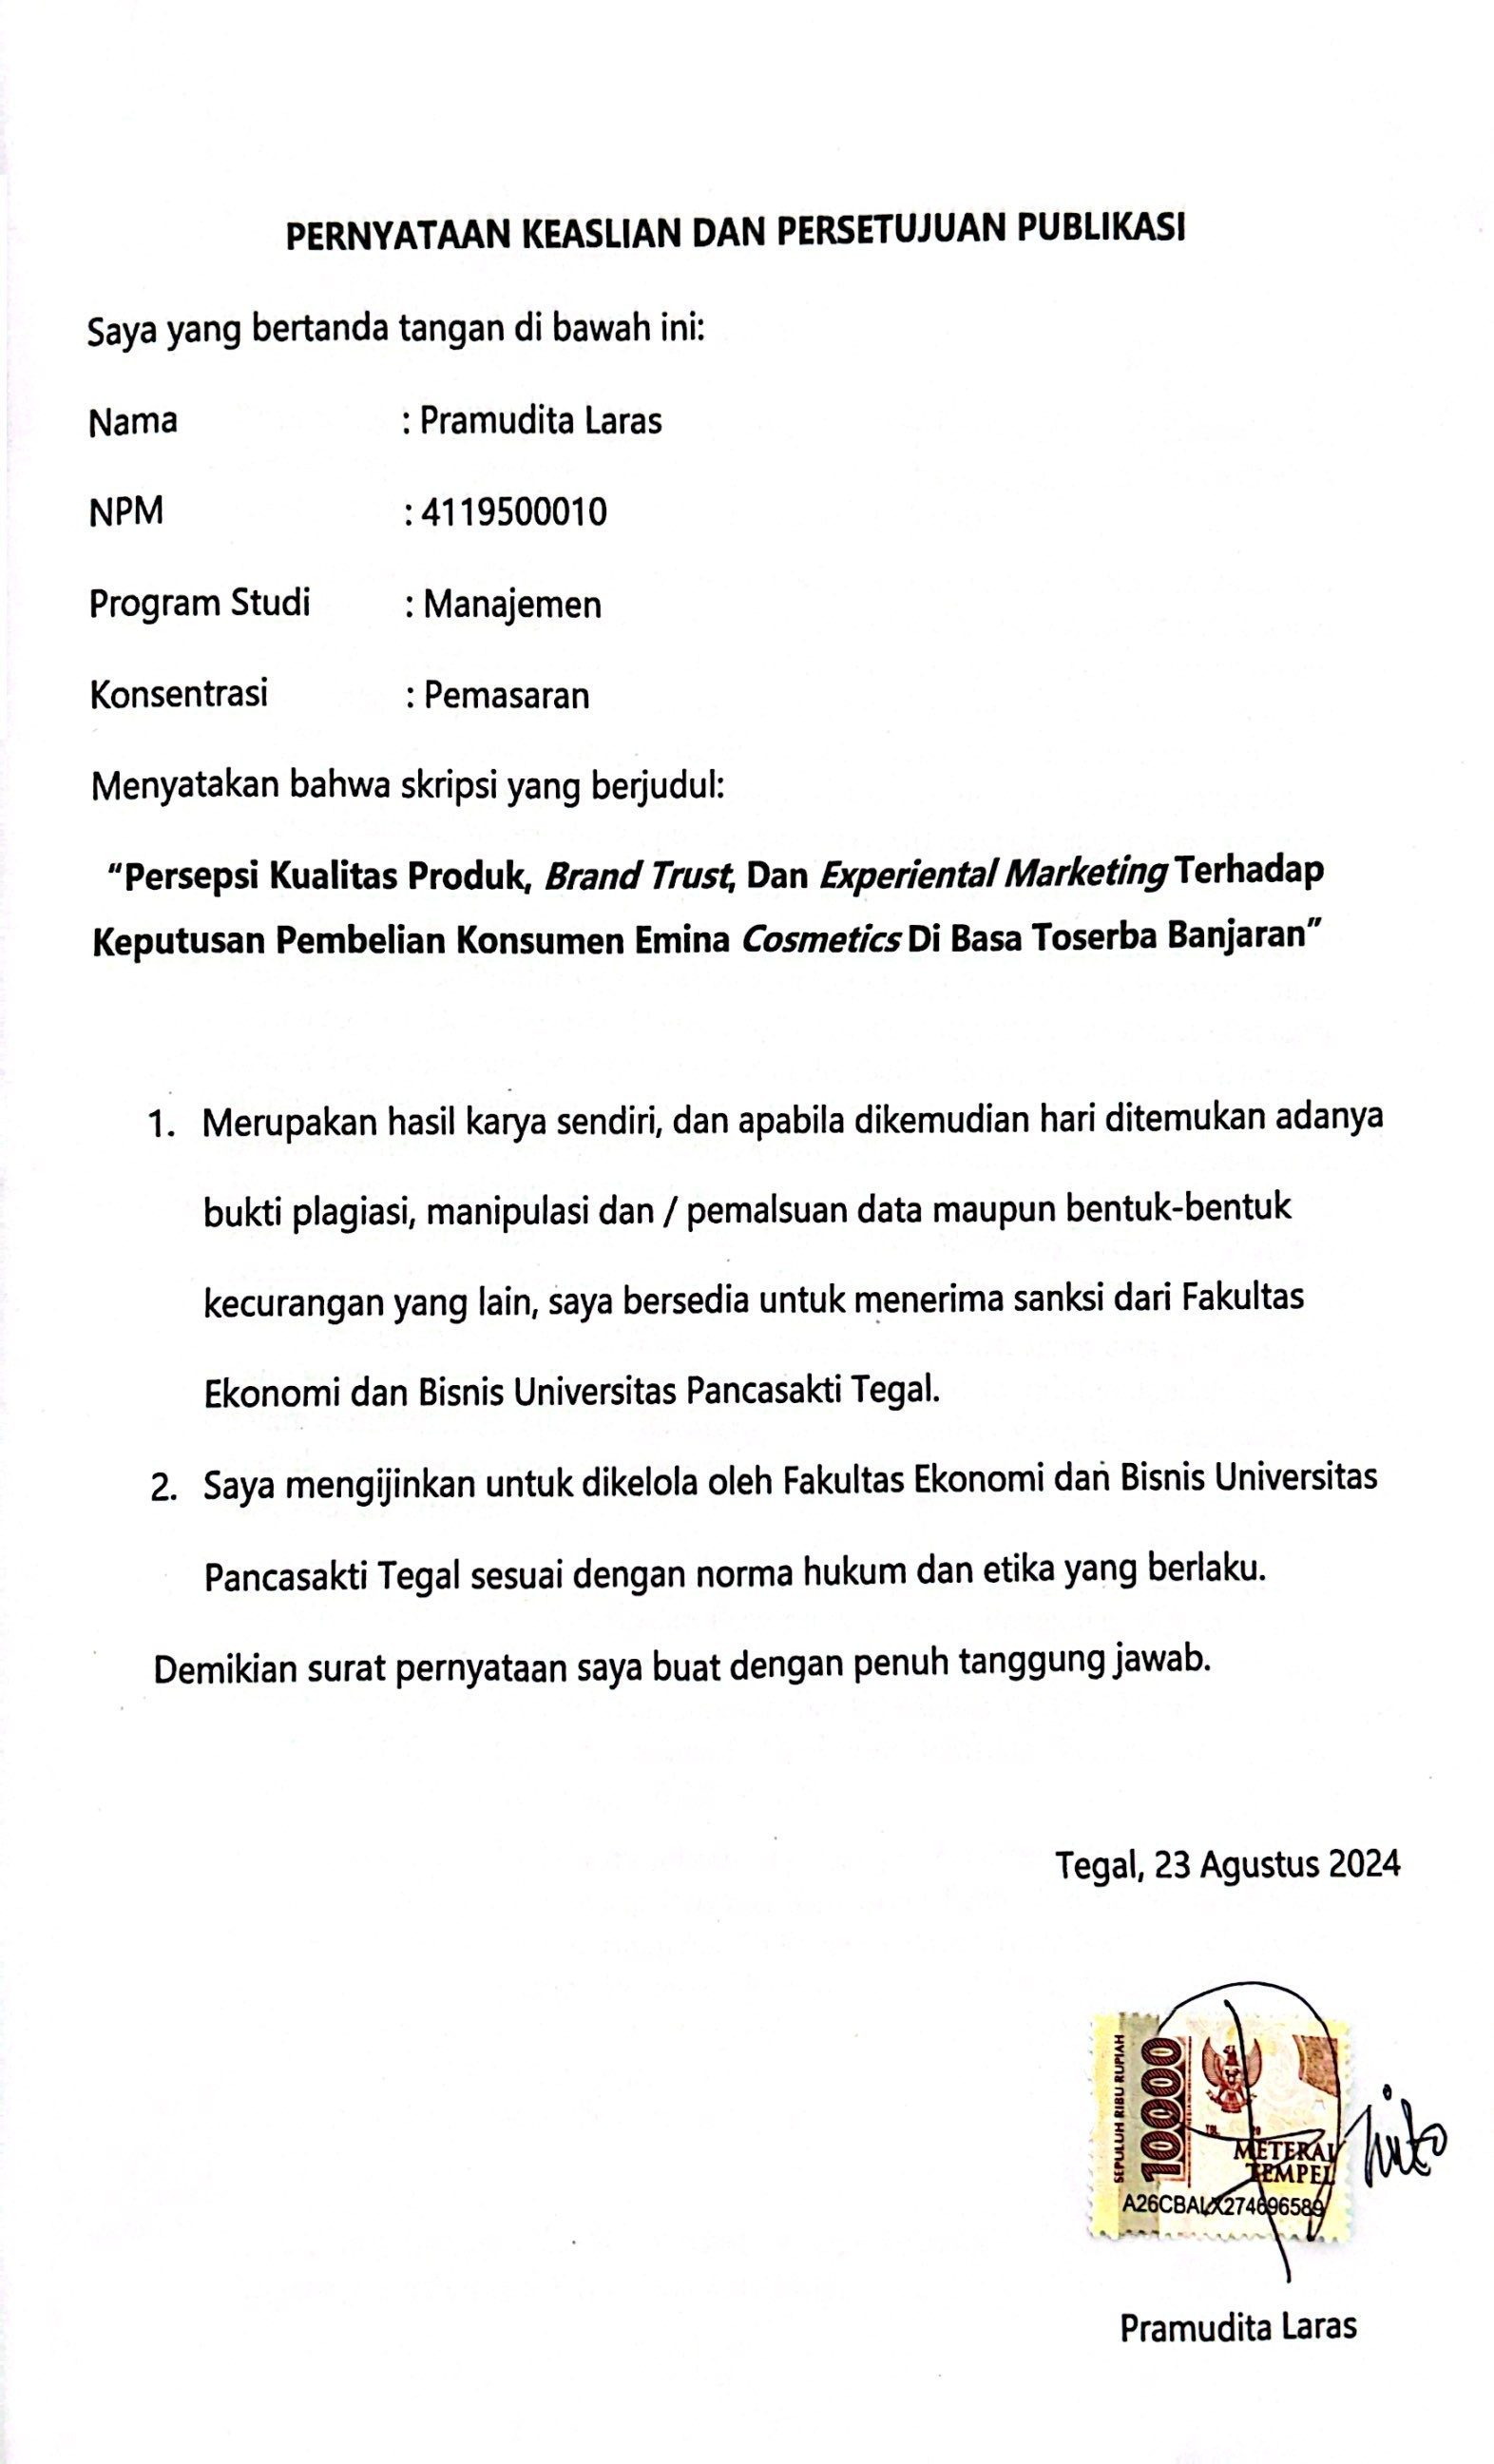 PERNYATAAN KEASLIAN DAN PERSETUJUAN PUBLIKASI
Saya yang bertanda tangan di bawah ini:
Nama : Pramudita Laras
NPM : 4119500010
Program Studi : Manajemen
Konsentrasi : Pemasaran
Menyatakan bahwa skripsi yang berjudul:
“Persepsi Kualitas Produk, Brand Trust, Dan Experiental Marketing Terhadap
Keputusan Pembelian Konsumen Emina Cosmetics Di Basa Toserba Banjaran”
1. Merupakan hasil karya sendiri, dan apabila dikemudian hari ditemukan adanya
bukti plagiasi, manipulasi dan / pemalsuan data maupun bentuk-bentuk
kecurangan yang lain, saya bersedia untuk menerima sanksi dari Fakultas
Ekonomi dan Bisnis Universitas Pancasakti Tegal.
2. Saya mengijinkan untuk dikelola oleh Fakultas Ekonomi dan Bisnis Universitas
Pancasakti Tegal sesuai dengan norma hukum dan etika yang berlaku.
Demikian surat pernyataan saya buat dengan penuh tanggung jawab.
Tegal, 23 Agustus 2024
SEPULUH RIBU RUPIAH
10000
METERAI
TEMPEL
A26CBALX274696589
Pramudita Laras